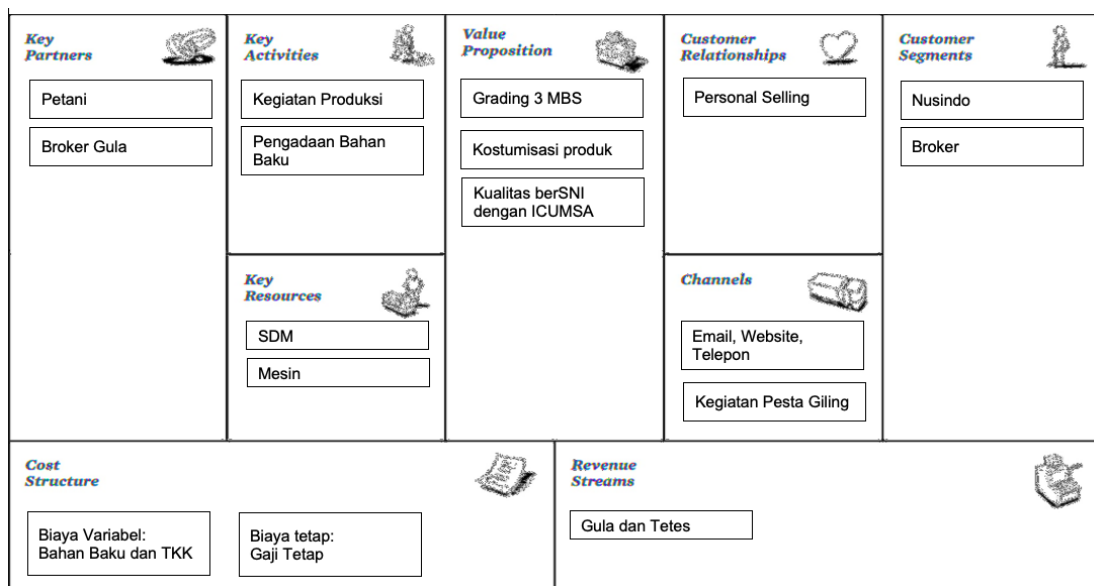 Key
Partners
Petani
Broker Gula
Key
Activities
Kegiatan Produksi
Pengadaan Bahan
Baku
Key
Resources
SDM
Mesin
Value
Proposition
Grading 3 MBS
Kostumisasi produk
Kualitas berSNI
dengan ICUMSA
Customer
Relationships
Personal Selling
Channels
Email, Website,
Telepon
Kegiatan Pesta Giling
Customer
Segments
Nusindo
Broker
Cost
Structure
Biaya Variabel:
Bahan Baku dan TKK
Biaya tetap:
Gaji Tetap
Revenue
Streams
Gula dan Tetes